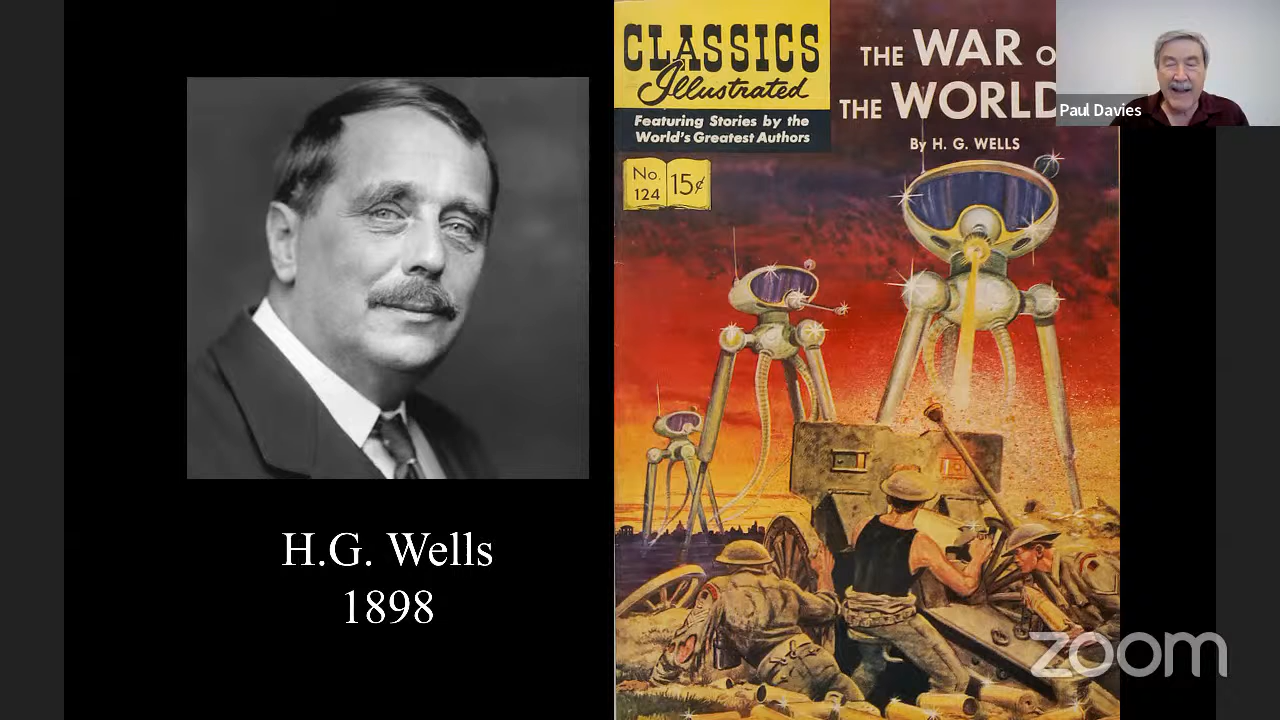 H.G. Wells
1898
CLASSICS
Illustrated
Featuring Stories by the
World's Greatest Authors
No.
124
15¢
THE WAR O
THE WORLD
By H. G. WELLS
Paul Davies
zoom